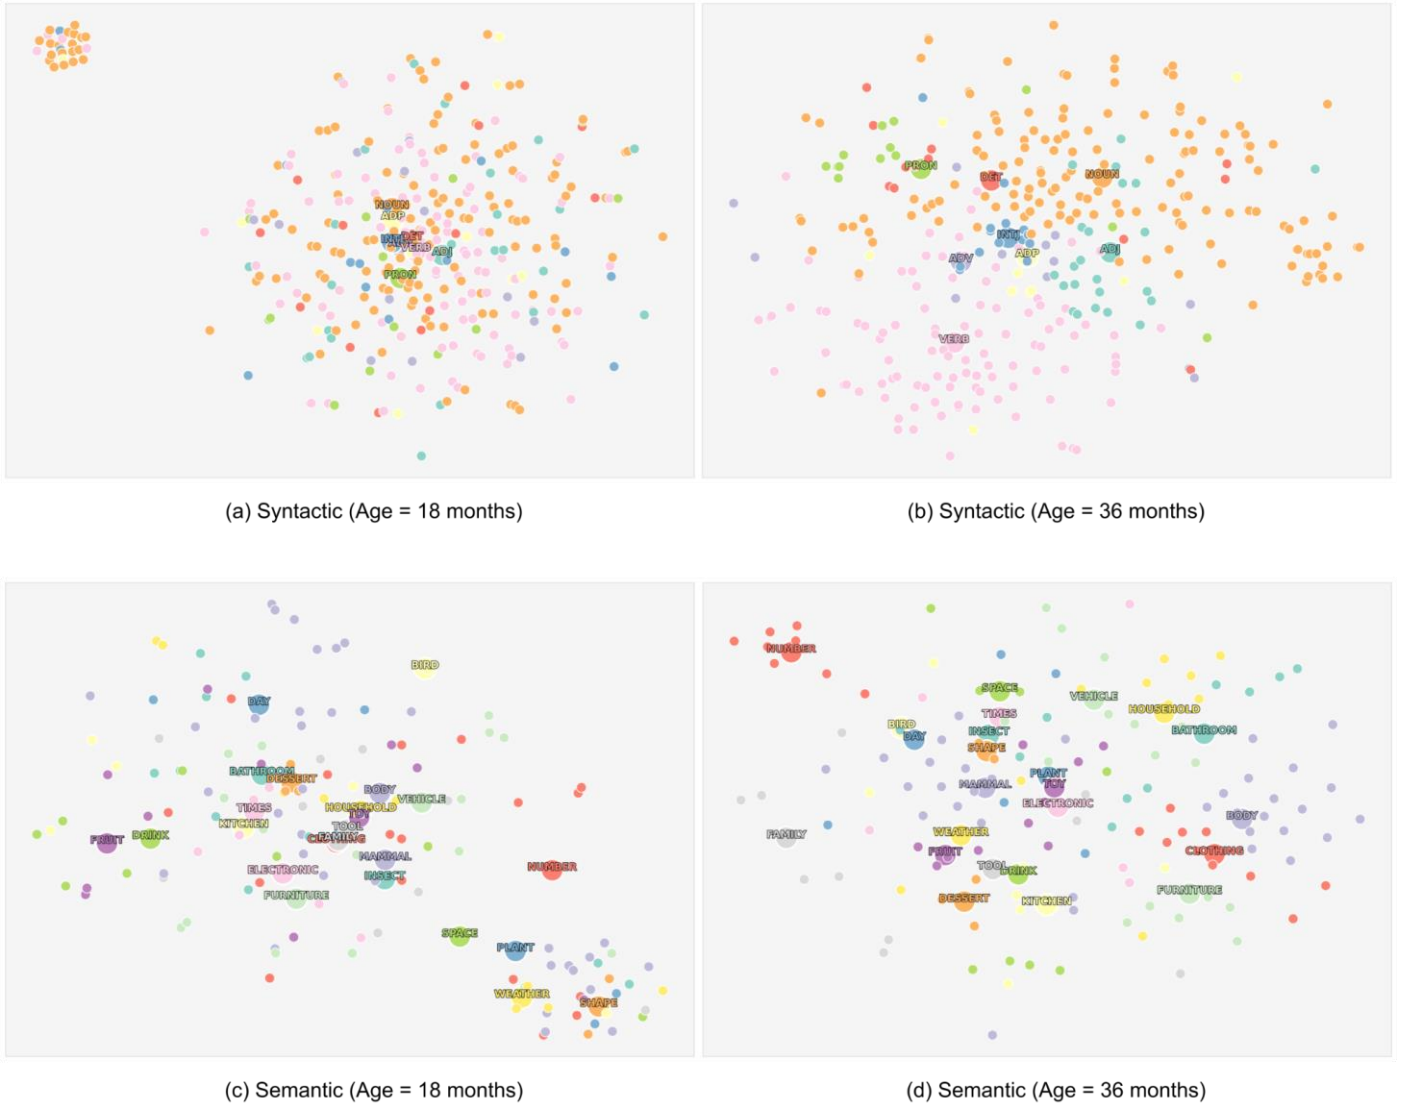 NOUN
ADP
INTJ
DET
VERB
ADJ
PRON
PRON
DET
NOUN
INTJ
ADP
ADJ
ADV
VERB
(a) Syntactic (Age = 18 months)
(b) Syntactic (Age = 36 months)
BIRD
DAY
BATHROOM
DESSERT
BODY
VEHICLE
TIMES
HOUSEHOLD
TOY
KITCHEN
TOOL
FAMILY
CLOTHING
FRUIT
DRINK
MAMMAL
ELECTRONIC
INSECT
NUMBER
FURNITURE
SPACE
PLANT
WEATHER
SHAPE
NUMBER
SPACE
VEHICLE
TIMES
HOUSEHOLD
BIRD
DAY
INSECT
BATHROOM
SHAPE
PLANT
MAMMAL
TOY
ELECTRONIC
BODY
FAMILY
WEATHER
FRUIT
CLOTHING
TOOL
DRINK
FURNITURE
DESSERT
KITCHEN
(c) Semantic (Age = 18 months)
(d) Semantic (Age = 36 months)